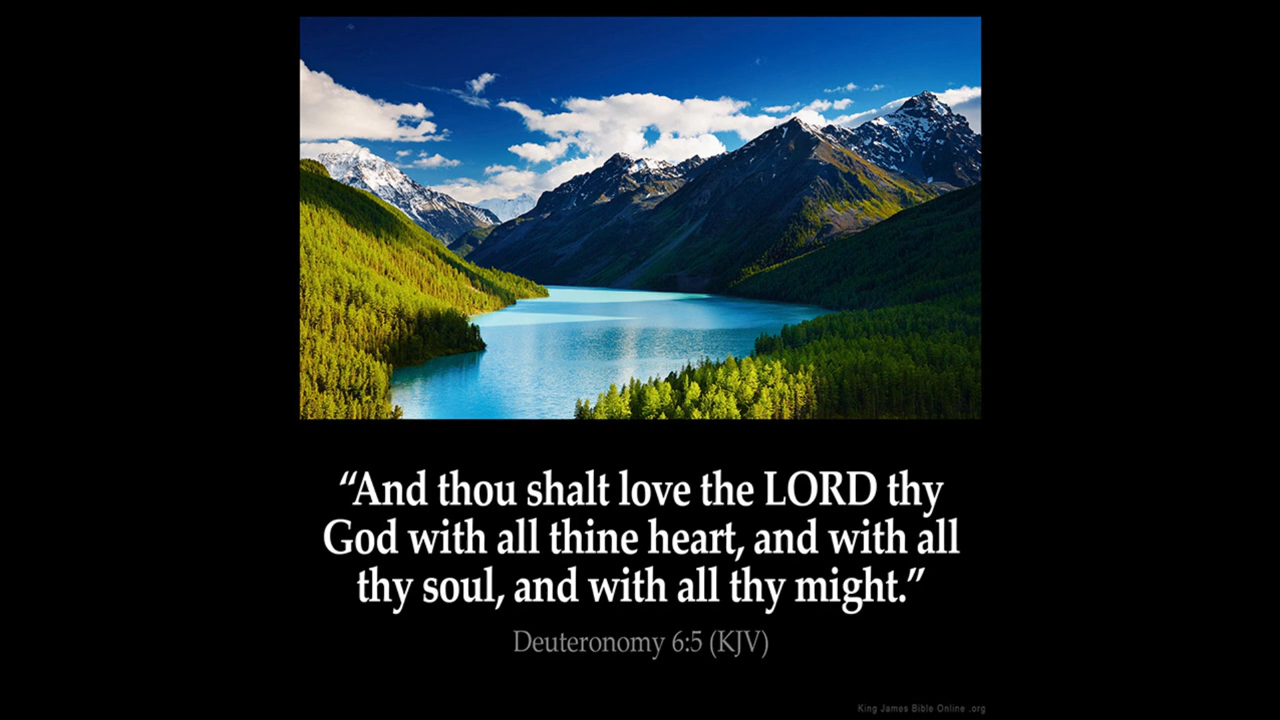 “And thou shalt love the LORD thy
God with all thine heart, and with all
thy soul, and with all thy might.”
Deuteronomy 6:5 (KJV)
King James Bible Online .org